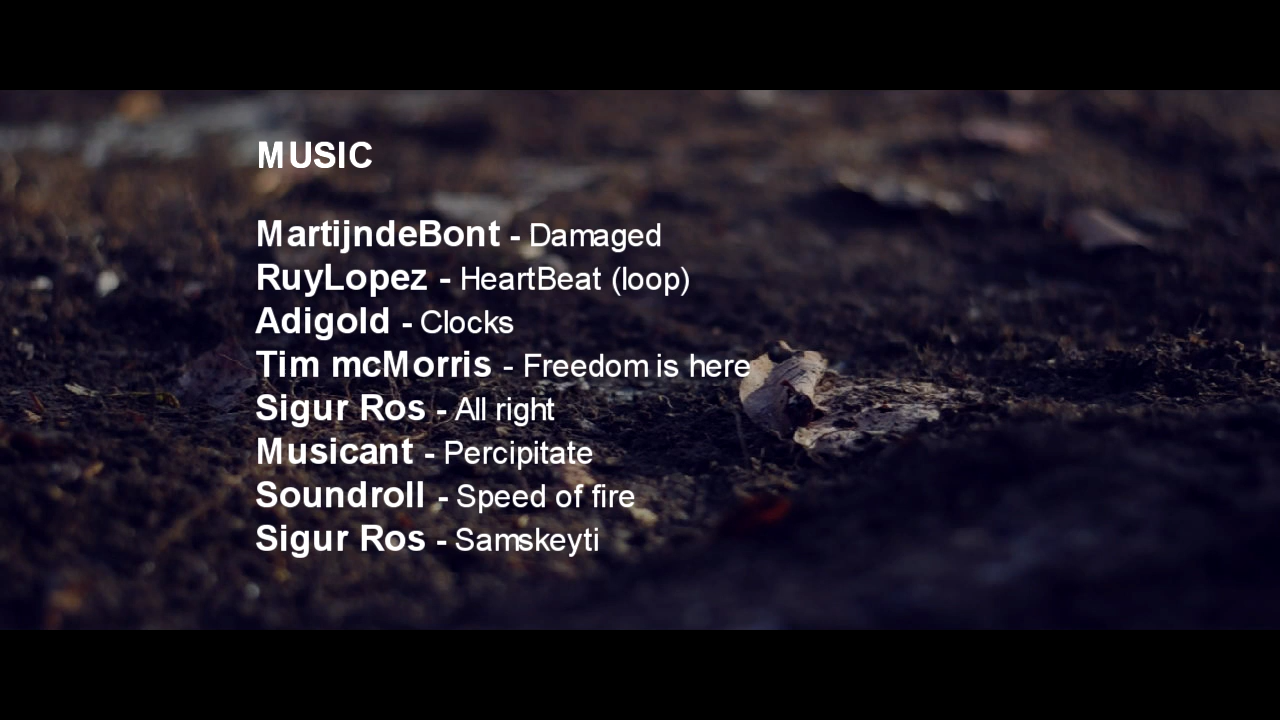 MUSIC
MartijndeBont - Damaged
RuyLopez - HeartBeat (loop)
Adigold - Clocks
Tim mcMorris - Freedom is here
Sigur Ros - All right
Musicant - Percipitate
Soundroll - Speed of fire
Sigur Ros - Samskeyti